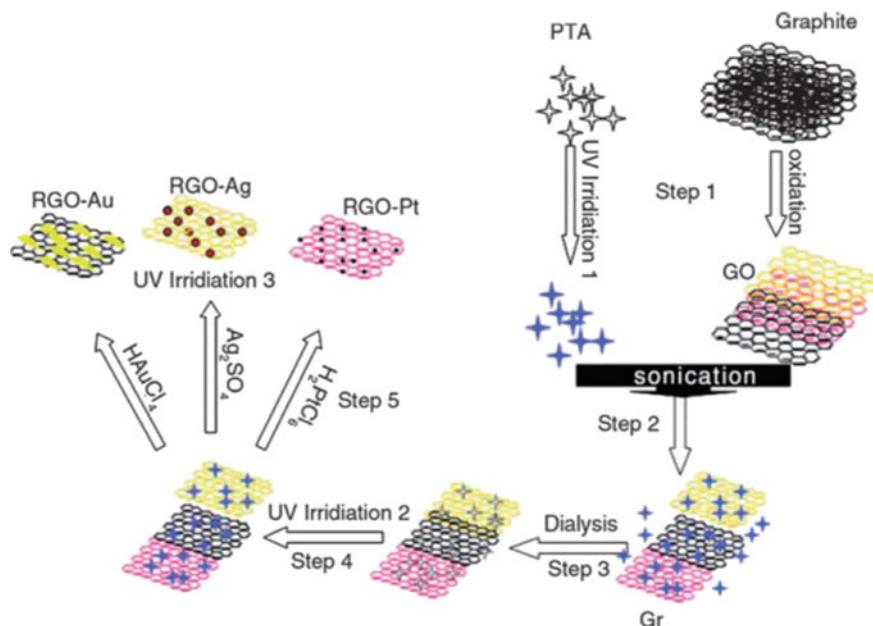 PTA
Graphite
UV Irridiation 1
Step 1
oxidation
GO
sonication
Step 2
Gr
Dialysis
Step 3
UV Irridiation 2
Step 4
HAuCl4
Ag2SO4
H2PtCl6
Step 5
UV Irridiation 3
RGO-Au
RGO-Ag
RGO-Pt